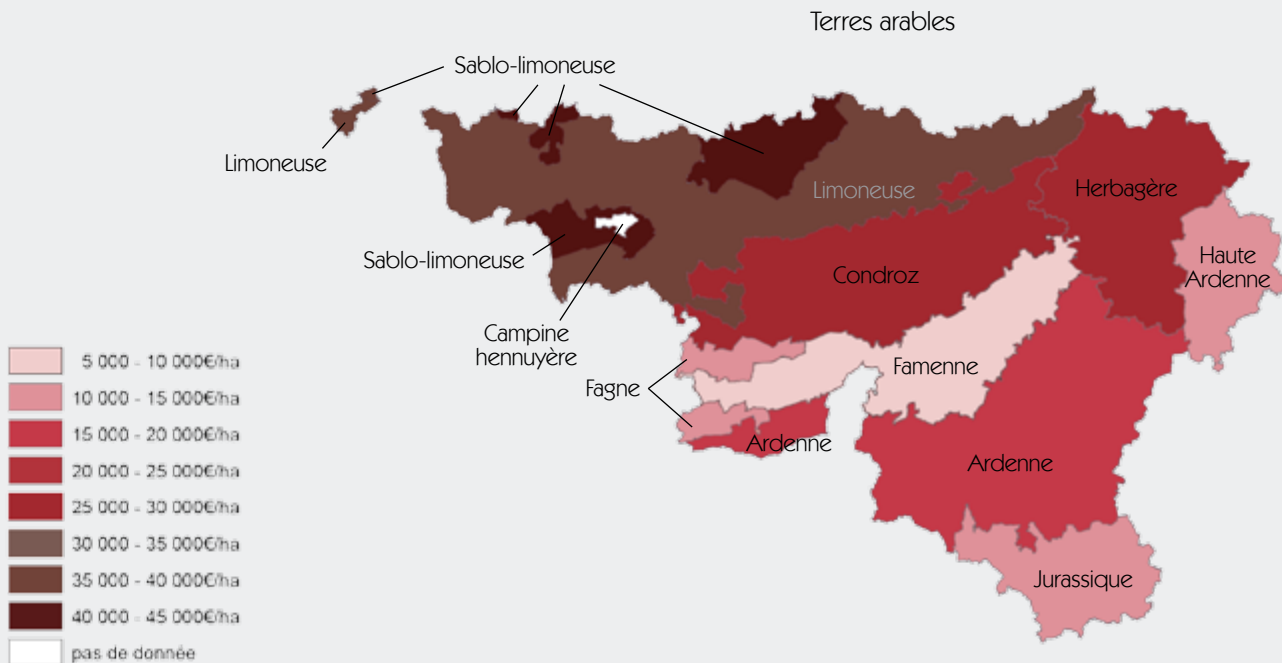 Terres arables
Sablo-limoneuse
Limoneuse
Limoneuse
Herbagère
Sablo-limoneuse
Condroz
Haute
Ardenne
Campine
hennuyère
Famenne
Fagne
Ardenne
Ardenne
Jurassique
5 000 - 10 000€/ha
10 000 - 15 000€/ha
15 000 - 20 000€/ha
20 000 - 25 000€/ha
25 000 - 30 000€/ha
30 000 - 35 000€/ha
35 000 - 40 000€/ha
40 000 - 45 000€/ha
pas de donnée